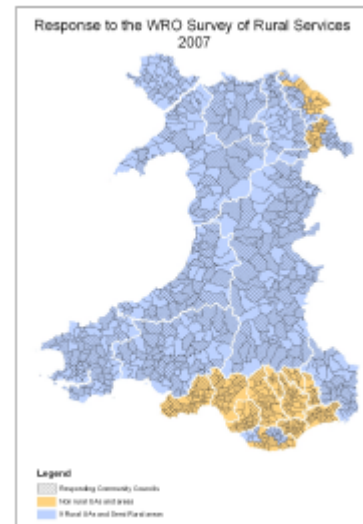 Response to the WRO Survey of Rural Services
2007
Legend
Responding Community Councils
Non rural UAs and areas
9 Rural UAs and Semi Rural areas